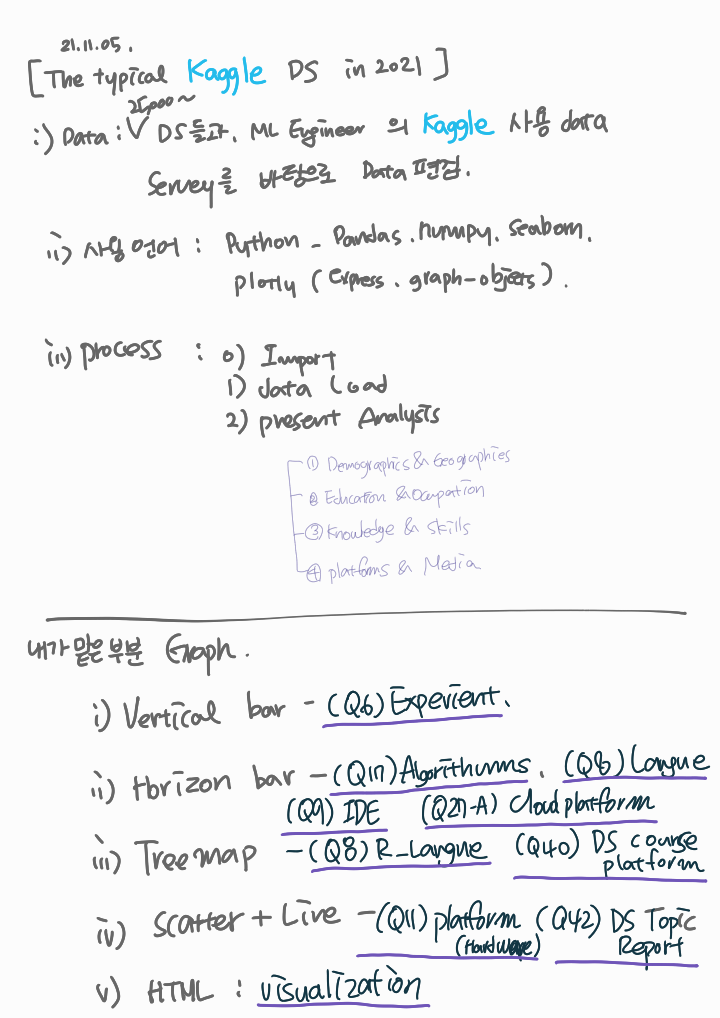 21.11.05.
[The typical Kaggle DS in 2021]
25,000~
i) Data : V DS들과, ML Engineer 의 Kaggle 사용 data
Servey를 바탕으로 Data 편집.
ii) 사용 언어 : Python - Pandas. numpy. seaborn.
plotly (express. graph-objects).
iii) process : 0) Import
1) data Load
2) present Analsts
① Demographics & Geographies
② Education & Ocupation
③ Knowledge & skills
④ platforms & Media
내가 맡은 부분 Graph.
i) Vertical bar - (Q6) Experient.
ii) Horizon bar - (Q17) Algorithums. (Q8) Langue
(Q9) IDE (Q27-A) Cloud platform
iii) Tree map - (Q8) R_Langue (Q40) DS course
platform
iv) Scatter + Live - (Q11) platform (Q42) DS Topic
(Hardware) Report
v) HTML : visualization